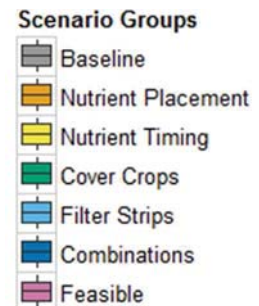 Scenario Groups
Baseline
Nutrient Placement
Nutrient Timing
Cover Crops
Filter Strips
Combinations
Feasible